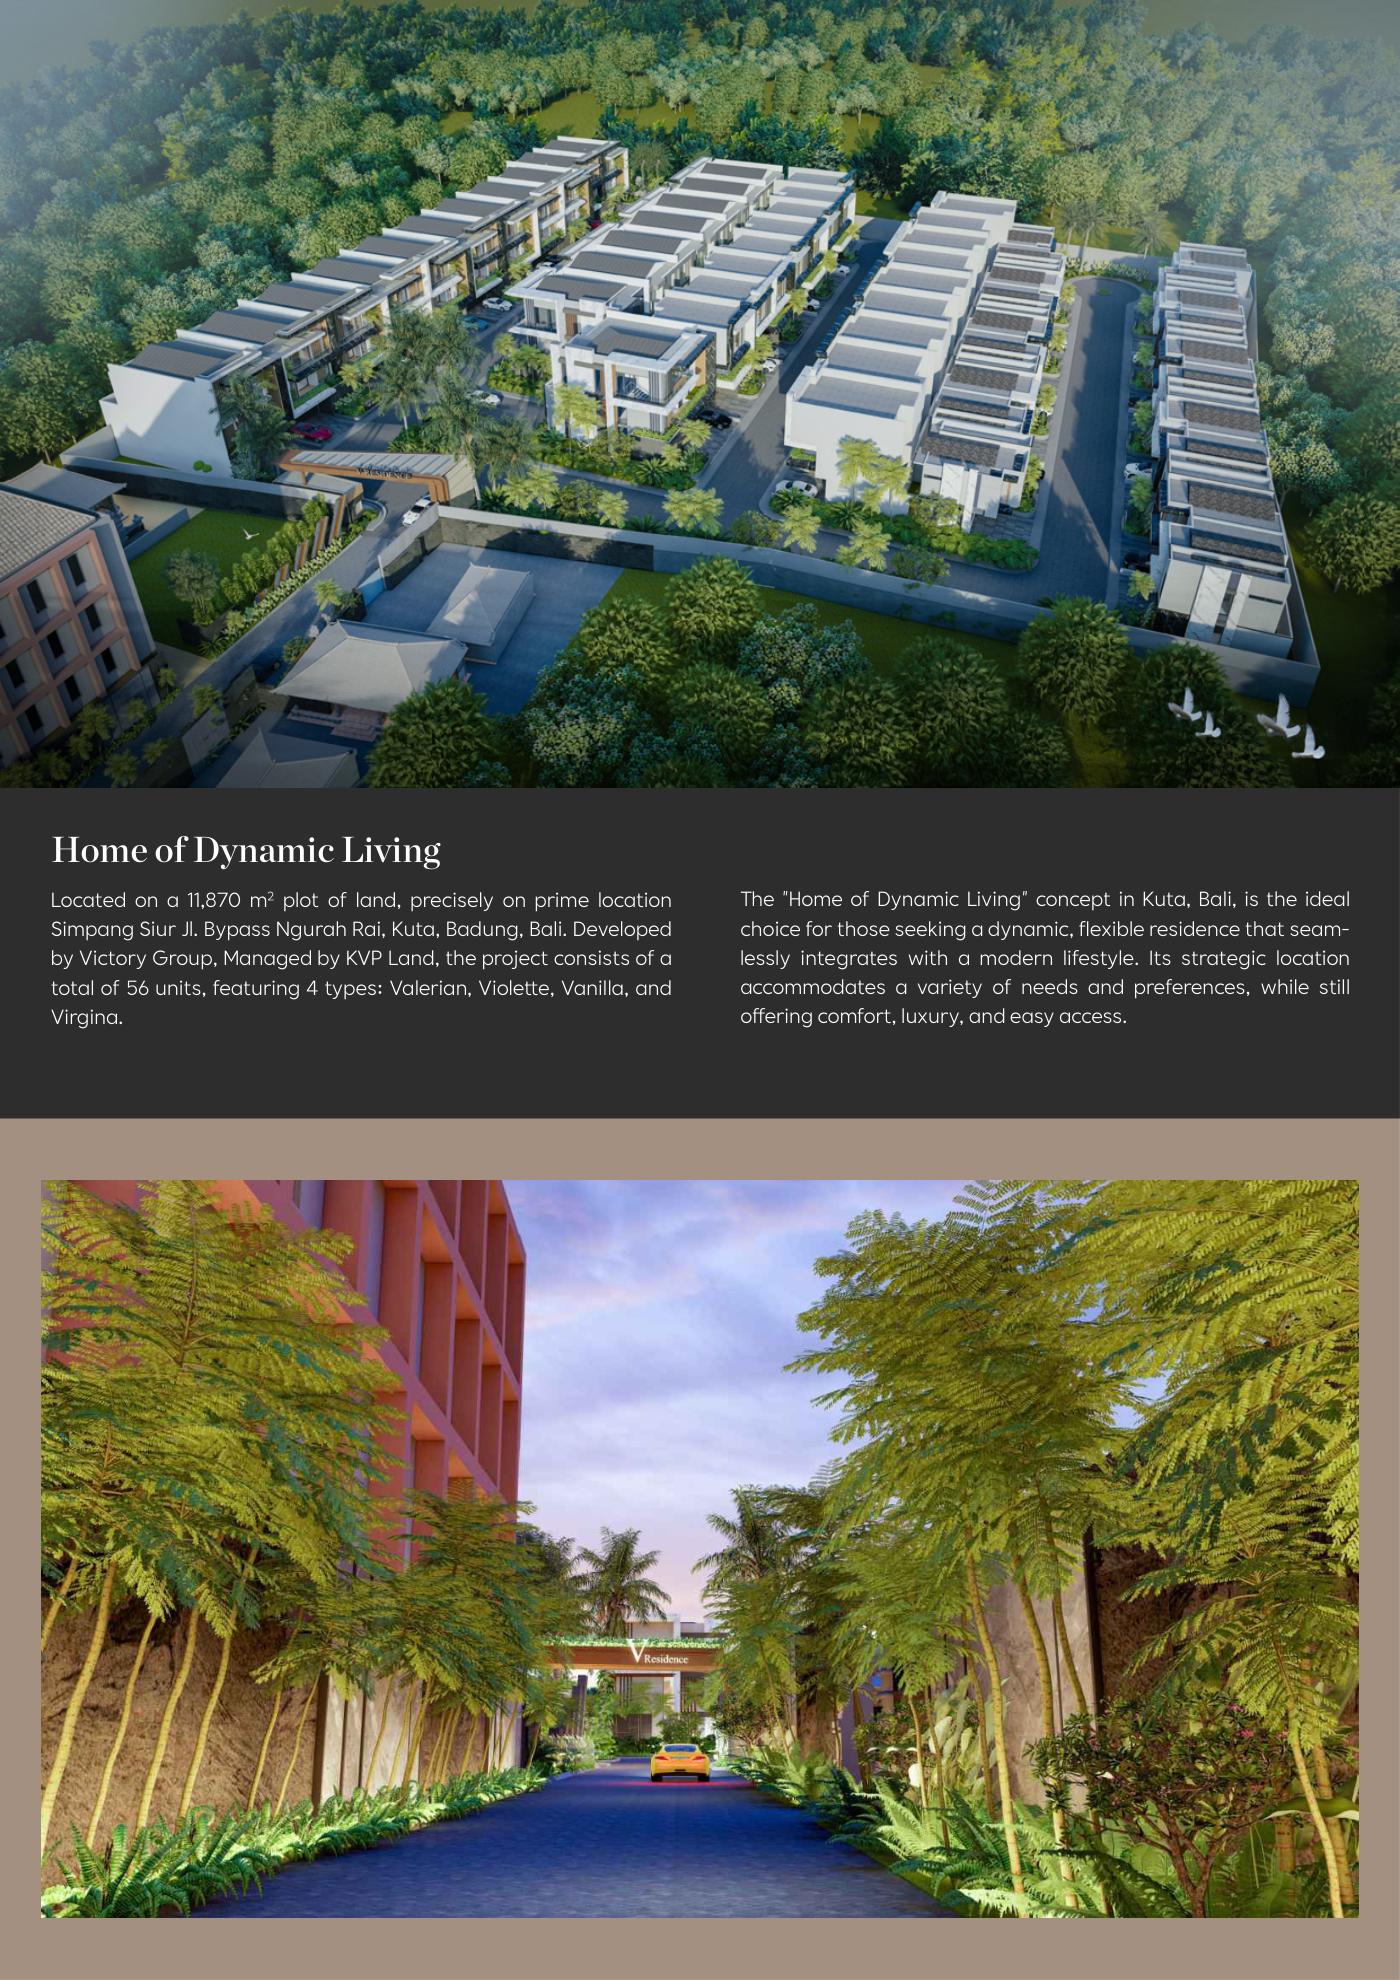 Home of Dynamic Living
Located on a 11,870 m² plot of land, precisely on prime location
Simpang Siur Jl. Bypass Ngurah Rai, Kuta, Badung, Bali. Developed
by Victory Group, Managed by KVP Land, the project consists of a
total of 56 units, featuring 4 types: Valerian, Violette, Vanilla, and
Virgina.
The "Home of Dynamic Living" concept in Kuta, Bali, is the ideal
choice for those seeking a dynamic, flexible residence that seam-
lessly integrates with a modern lifestyle. Its strategic location
accommodates a variety of needs and preferences, while still
offering comfort, luxury, and easy access.
V Residence